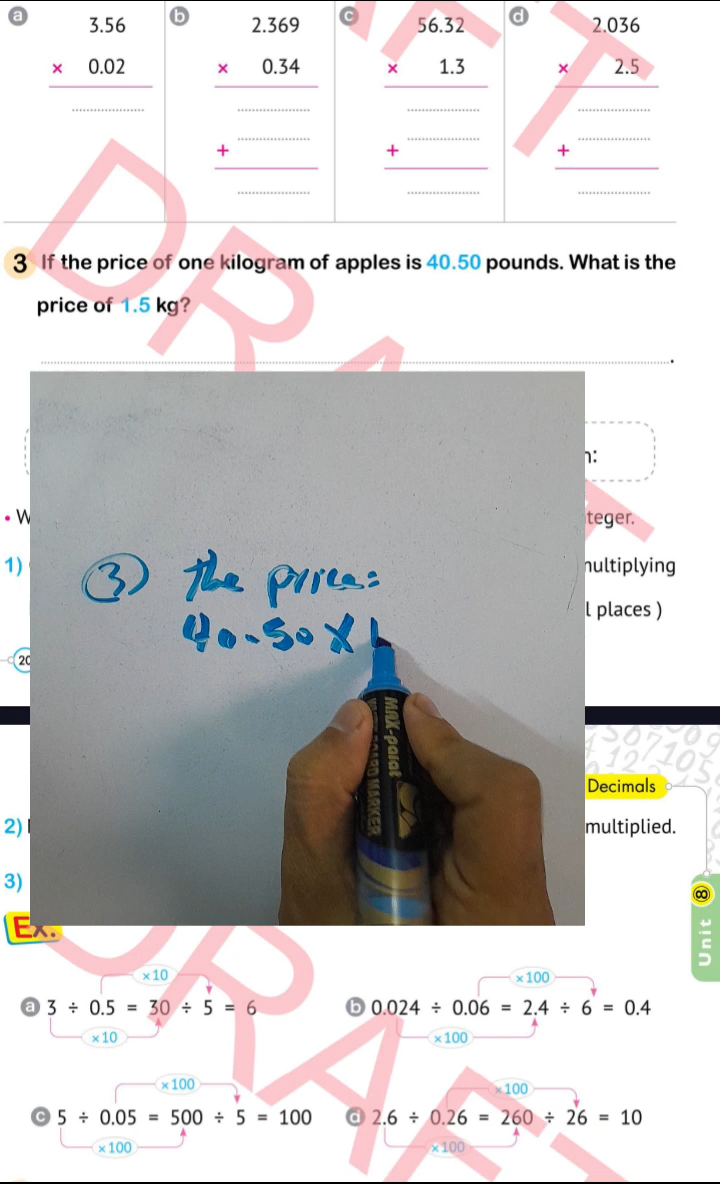 a b c d
3.56 2.369 56.32 2.036
× 0.02 × 0.34 × 1.3 × 2.5
+ + +
3 If the price of one kilogram of apples is 40.50 pounds. What is the
price of 1.5 kg?
n:
• W teger.
1) multiplying
l places )
3 the price:
40.50 X 1
MAX-paint
BOARD MARKER
20
Decimals
2) multiplied.
3)
Unit 8
Ex.
×10 ×100
a 3 ÷ 0.5 = 30 ÷ 5 = 6 b 0.024 ÷ 0.06 = 2.4 ÷ 6 = 0.4
×10 ×100
×100 ×100
c 5 ÷ 0.05 = 500 ÷ 5 = 100 d 2.6 ÷ 0.26 = 260 ÷ 26 = 10
×100 ×100
DRAFT
DRAFT